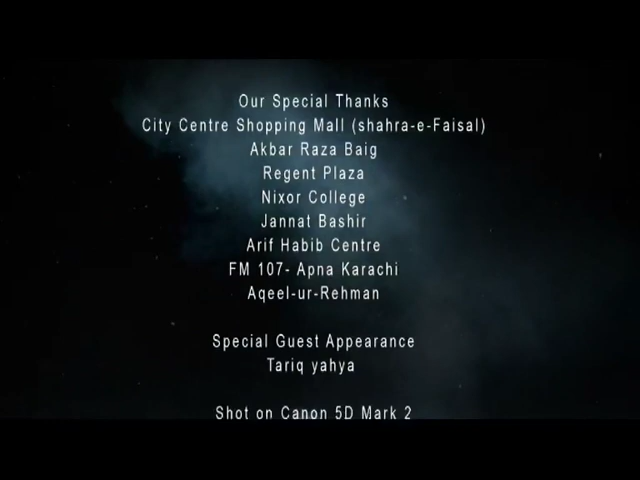 Our Special Thanks
City Centre Shopping Mall (shahra-e-Faisal)
Akbar Raza Baig
Regent Plaza
Nixor College
Jannat Bashir
Arif Habib Centre
FM 107- Apna Karachi
Aqeel-ur-Rehman
Special Guest Appearance
Tariq yahya
Shot on Canon 5D Mark 2